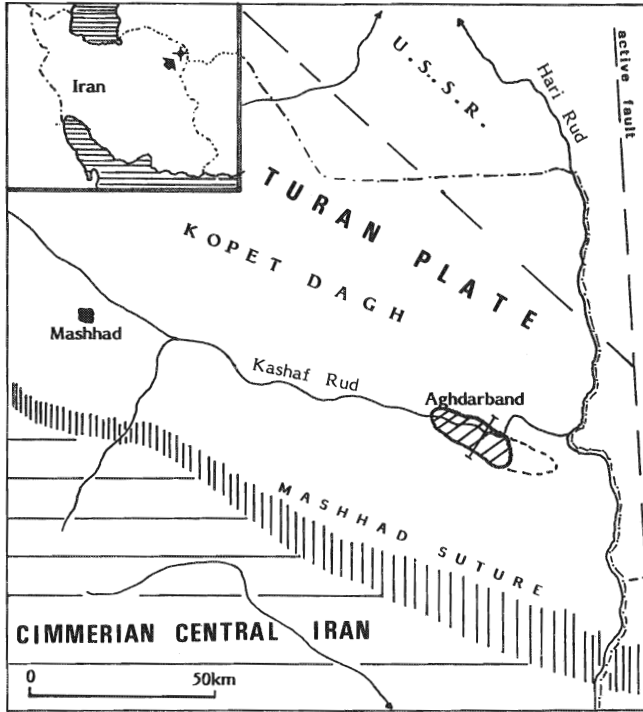 Iran
U.S.S.R.
Hari Rud
active fault
TURAN PLATE
KOPET DAGH
Mashhad
Kashaf Rud
Aghdarband
MASHHAD SUTURE
CIMMERIAN CENTRAL IRAN
0 50km